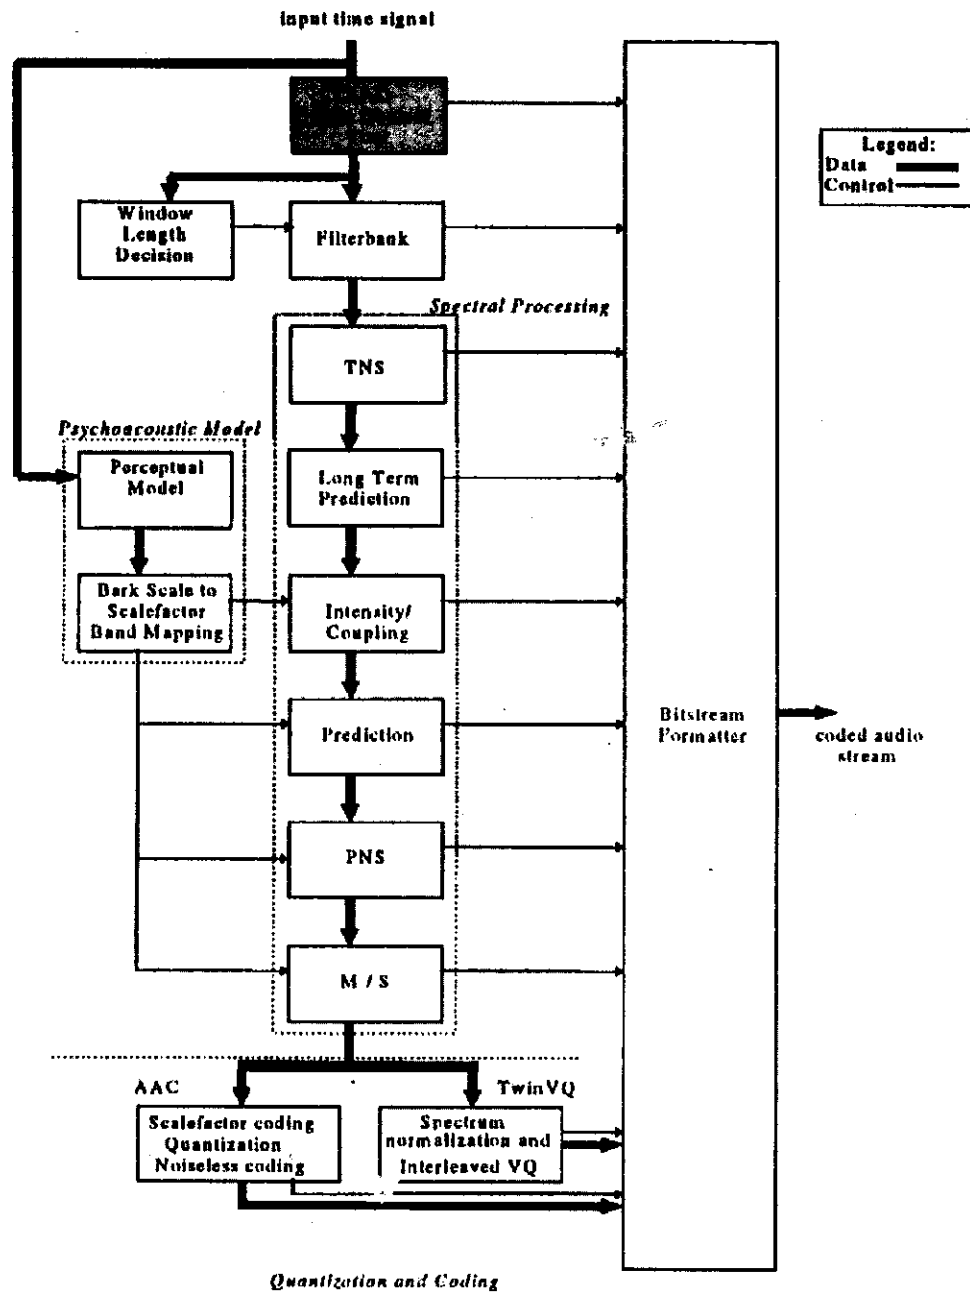 input time signal
Legend:
Data
Control
Window
Length
Decision
Filterbank
Spectral Processing
TNS
Psychoacoustic Model
Perceptual
Model
Long Term
Prediction
Bark Scale to
Scalefactor
Band Mapping
Intensity/
Coupling
Prediction
Bitstream
Formatter
coded audio
stream
PNS
M / S
AAC
TwinVQ
Scalefactor coding
Quantization
Noiseless coding
Spectrum
normalization and
Interleaved VQ
Quantization and Coding